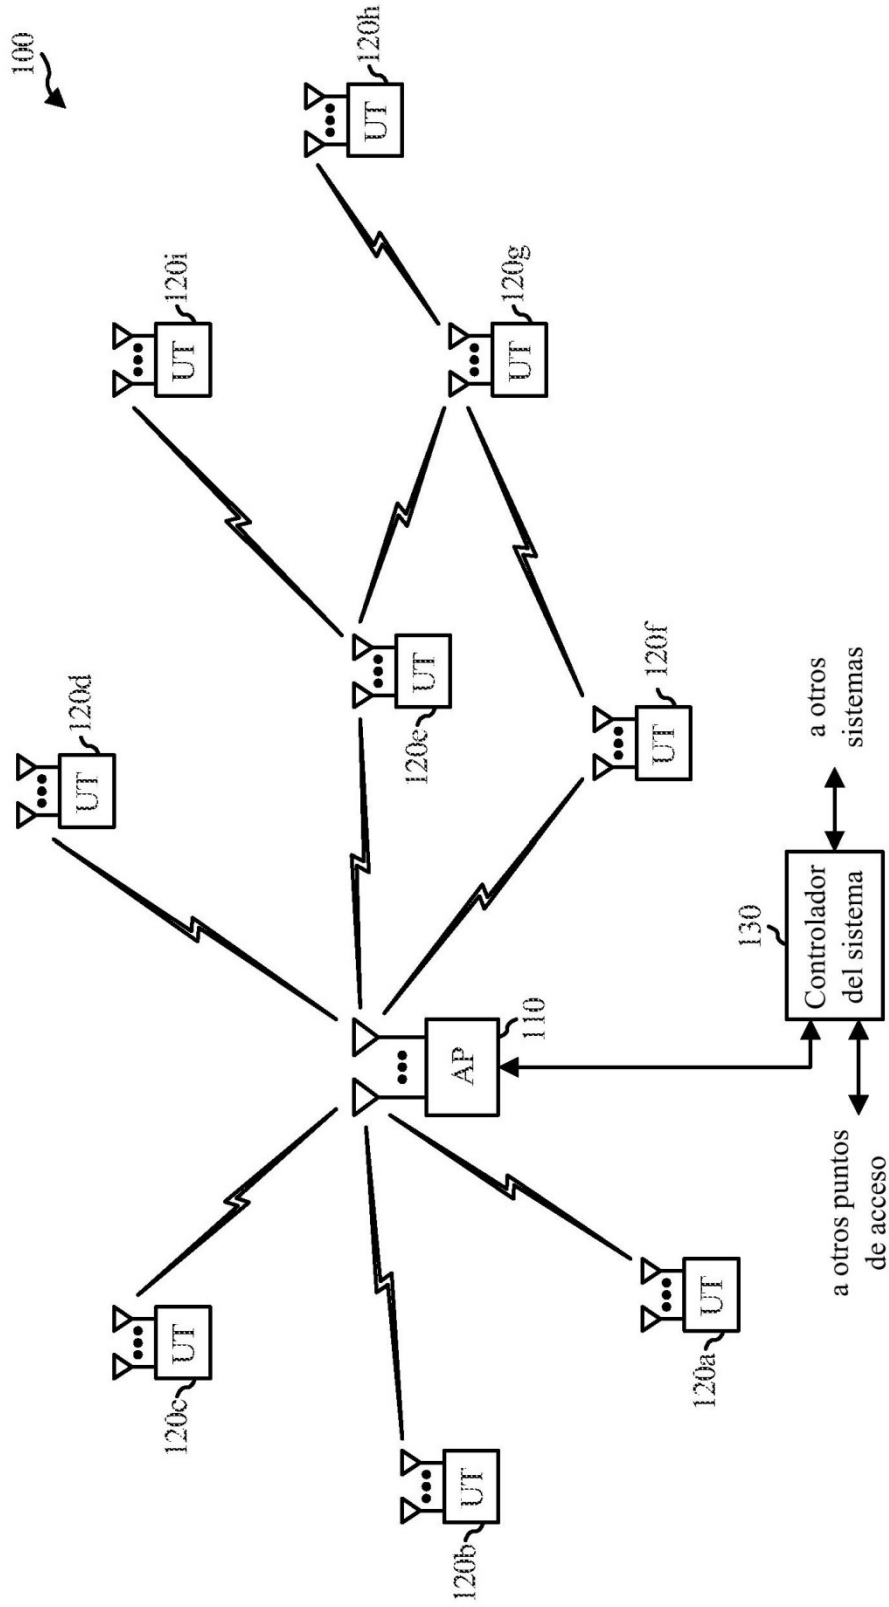 100
120d
UT
120i
UT
120h
UT
120c
UT
120e
UT
120g
UT
120b
UT
AP
110
120f
UT
120a
UT
130
Controlador
del sistema
a otros
sistemas
a otros puntos
de acceso